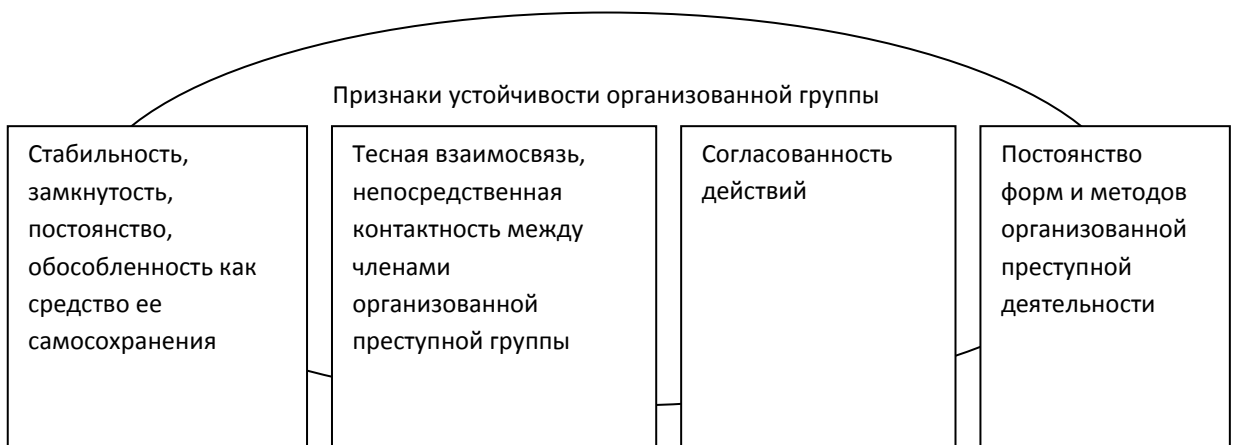 Признаки устойчивости организованной группы
Стабильность,
замкнутость,
постоянство,
обособленность как
средство ее
самосохранения
Тесная взаимосвязь,
непосредственная
контактность между
членами
организованной
преступной группы
Согласованность
действий
Постоянство
форм и методов
организованной
преступной
деятельности